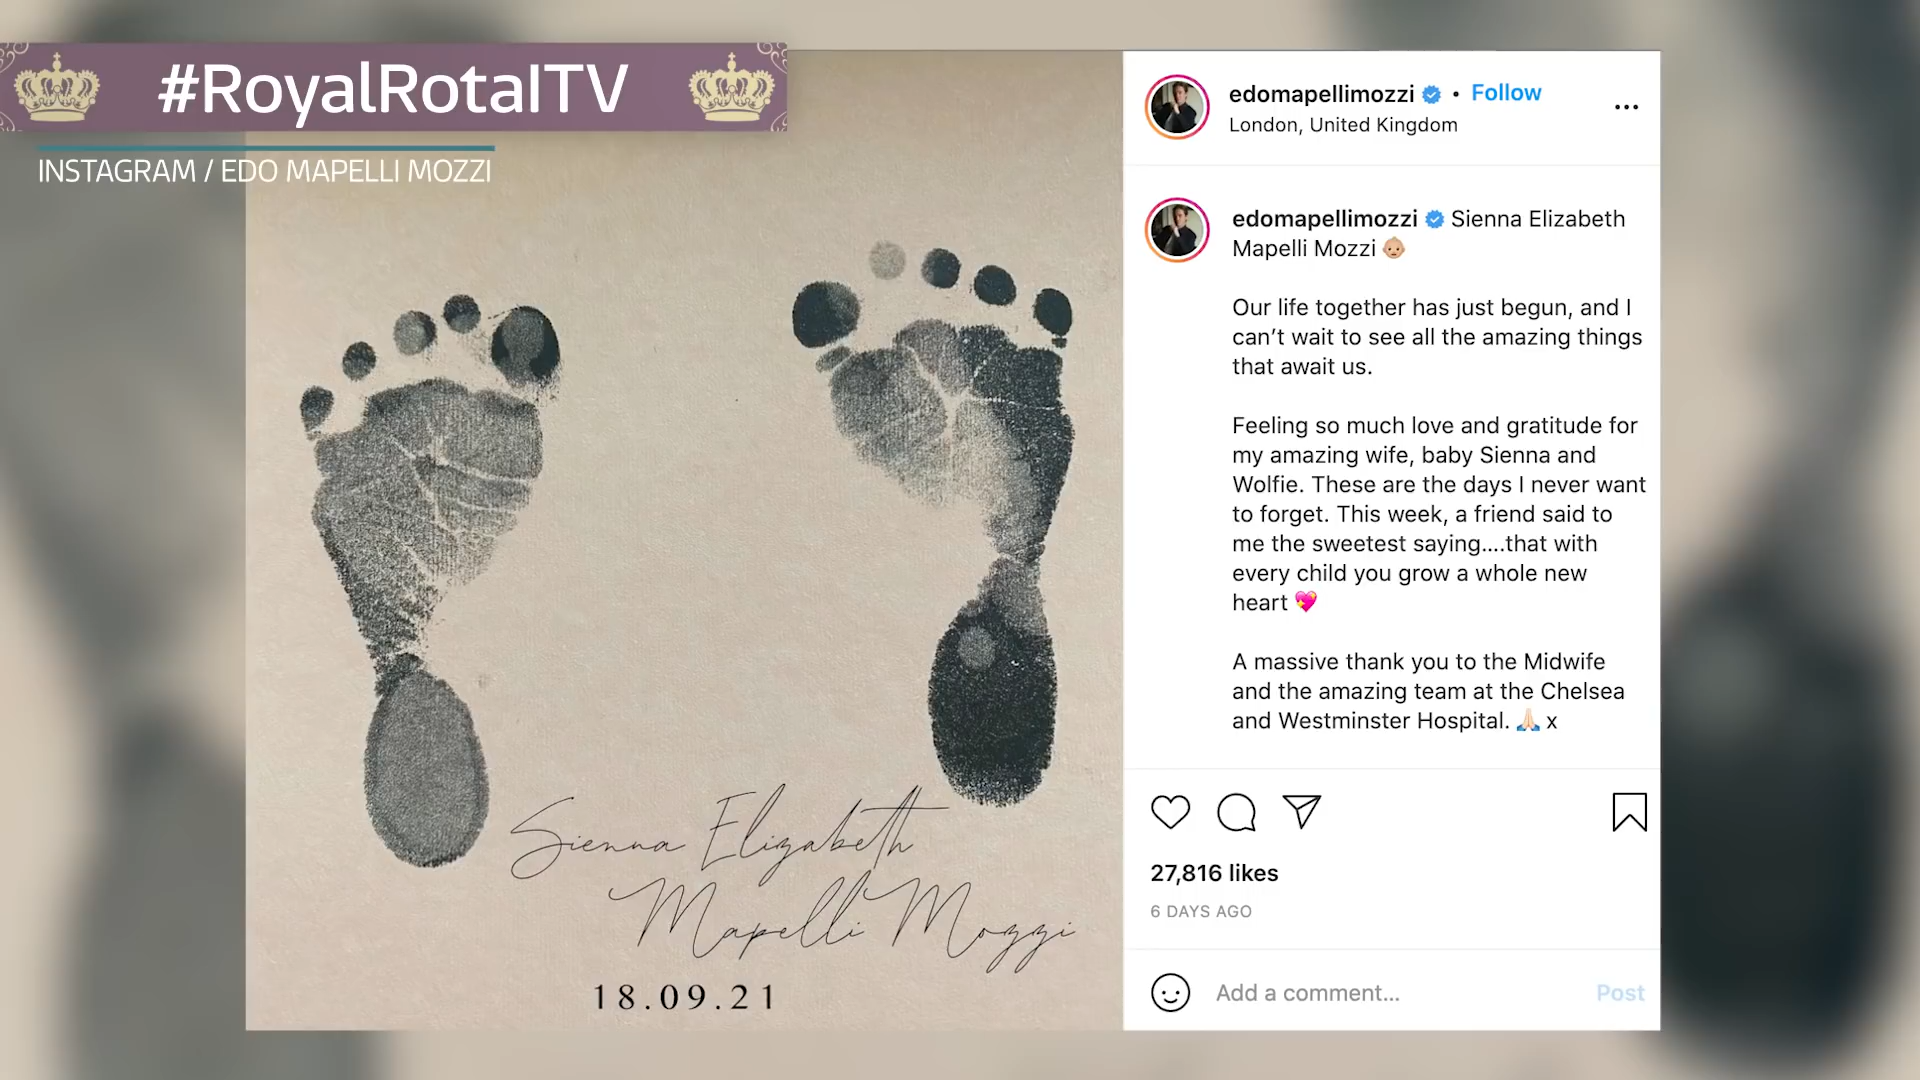 #RoyalRotaITV
INSTAGRAM / EDO MAPELLI MOZZI
Sienna Elizabeth
Mapelli Mozzi
18.09.21
edomapellimozzi • Follow
London, United Kingdom
edomapellimozzi Sienna Elizabeth
Mapelli Mozzi 👶🏼
Our life together has just begun, and I
can’t wait to see all the amazing things
that await us.
Feeling so much love and gratitude for
my amazing wife, baby Sienna and
Wolfie. These are the days I never want
to forget. This week, a friend said to
me the sweetest saying....that with
every child you grow a whole new
heart 💖
A massive thank you to the Midwife
and the amazing team at the Chelsea
and Westminster Hospital. 🙏🏻 x
27,816 likes
6 DAYS AGO
Add a comment...
Post